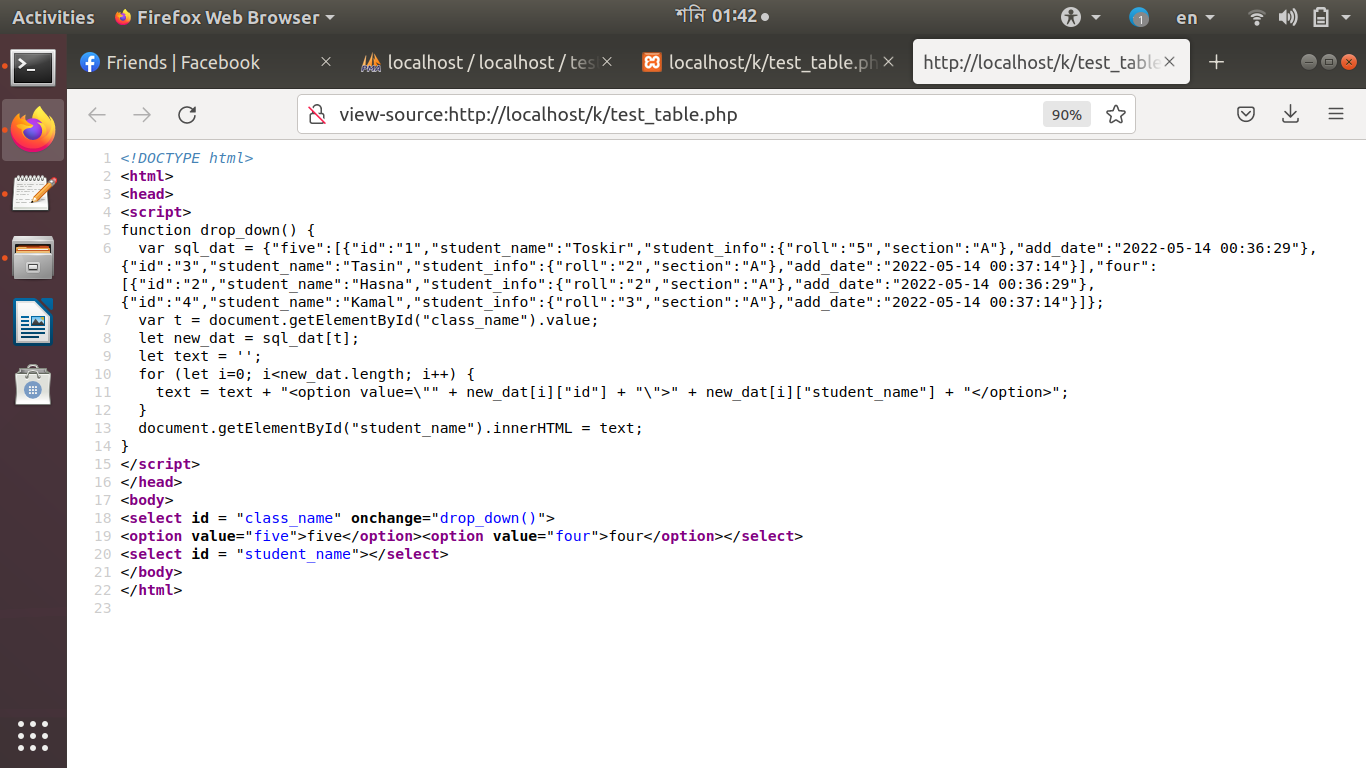 Activities Firefox Web Browser শনি 01:42 1 en
Friends | Facebook localhost / localhost / tes localhost/k/test_table.ph http://localhost/k/test_table
view-source:http://localhost/k/test_table.php 90%
1 <!DOCTYPE html>
2 <html>
3 <head>
4 <script>
5 function drop_down() {
6 var sql_dat = {"five":[{"id":"1","student_name":"Toskir","student_info":{"roll":"5","section":"A"},"add_date":"2022-05-14 00:36:29"},
{"id":"3","student_name":"Tasin","student_info":{"roll":"2","section":"A"},"add_date":"2022-05-14 00:37:14"}],"four":
[{"id":"2","student_name":"Hasna","student_info":{"roll":"2","section":"A"},"add_date":"2022-05-14 00:36:29"},
{"id":"4","student_name":"Kamal","student_info":{"roll":"3","section":"A"},"add_date":"2022-05-14 00:37:14"}]};
7 var t = document.getElementById("class_name").value;
8 let new_dat = sql_dat[t];
9 let text = '';
10 for (let i=0; i<new_dat.length; i++) {
11 text = text + "<option value=\"" + new_dat[i]["id"] + "\">" + new_dat[i]["student_name"] + "</option>";
12 }
13 document.getElementById("student_name").innerHTML = text;
14 }
15 </script>
16 </head>
17 <body>
18 <select id = "class_name" onchange="drop_down()">
19 <option value="five">five</option><option value="four">four</option></select>
20 <select id = "student_name"></select>
21 </body>
22 </html>
23